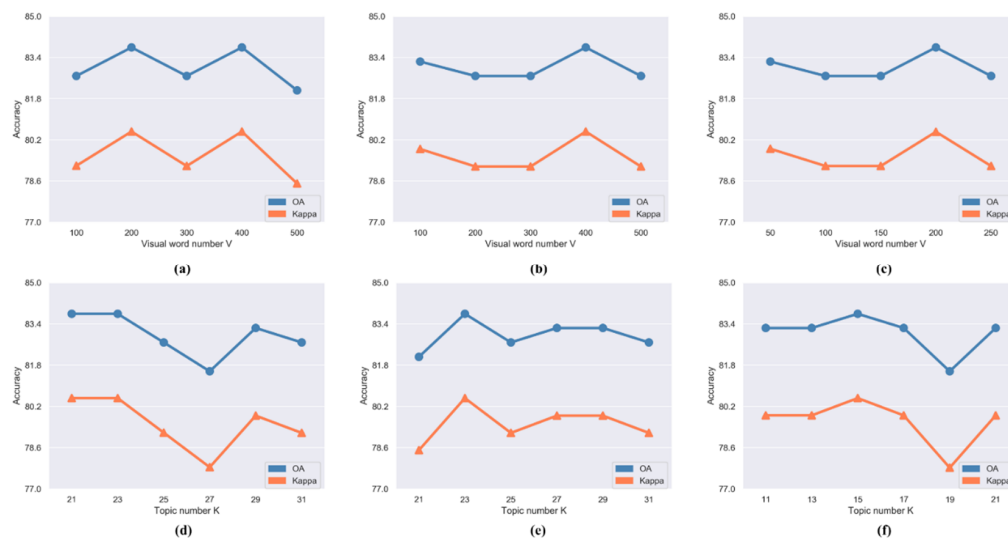 85.0
83.4
81.8
80.2
78.6
77.0
Accuracy
100 200 300 400 500
Visual word number V
OA
Kappa
(a)
85.0
83.4
81.8
80.2
78.6
77.0
Accuracy
100 200 300 400 500
Visual word number V
OA
Kappa
(b)
85.0
83.4
81.8
80.2
78.6
77.0
Accuracy
50 100 150 200 250
Visual word number V
OA
Kappa
(c)
85.0
83.4
81.8
80.2
78.6
77.0
Accuracy
21 23 25 27 29 31
Topic number K
OA
Kappa
(d)
85.0
83.4
81.8
80.2
78.6
77.0
Accuracy
21 23 25 27 29 31
Topic number K
OA
Kappa
(e)
85.0
83.4
81.8
80.2
78.6
77.0
Accuracy
11 13 15 17 19 21
Topic number K
OA
Kappa
(f)